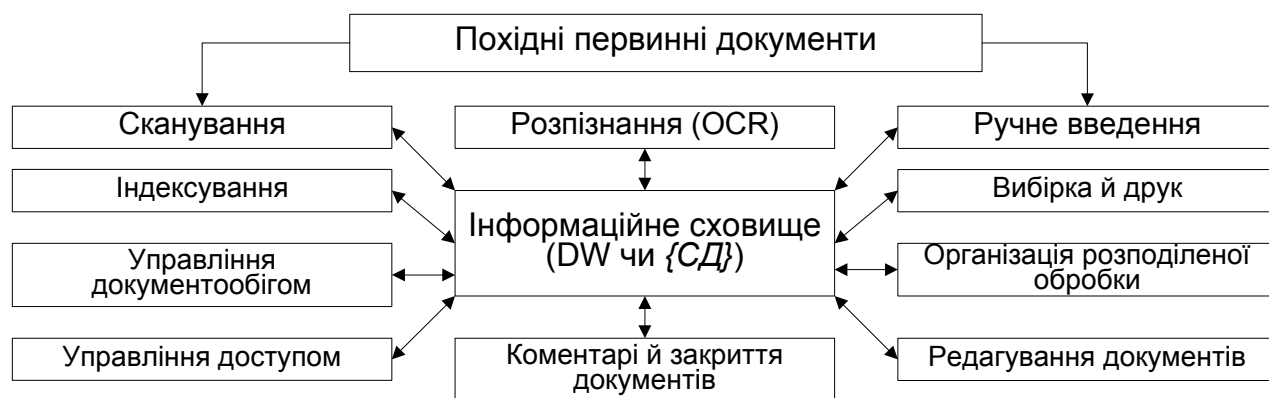 Похідні первинні документи
Сканування
Розпізнання (OCR)
Ручне введення
Індексування
Інформаційне сховище
(DW чи {СД})
Вибірка й друк
Управління
документообігом
Організація розподіленої
обробки
Управління доступом
Коментарі й закриття
документів
Редагування документів